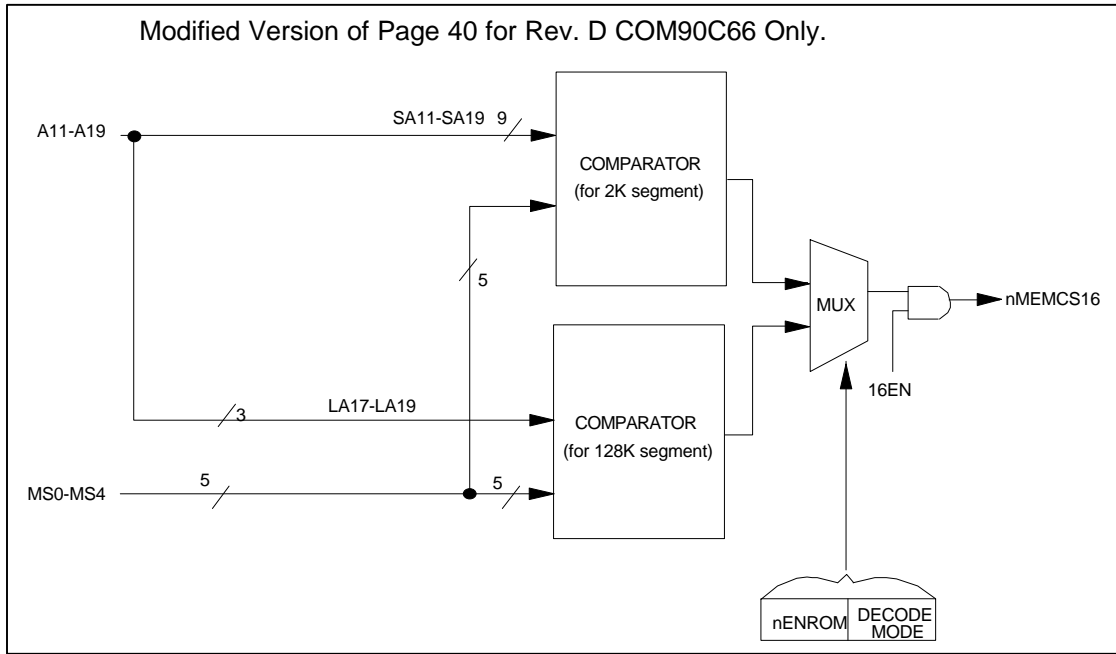 Modified Version of Page 40 for Rev. D COM90C66 Only.
A11-A19
SA11-SA19 9
COMPARATOR
(for 2K segment)
5
MUX
nMEMCS16
16EN
3
LA17-LA19
COMPARATOR
(for 128K segment)
MS0-MS4
5
5
nENROM
DECODE
MODE